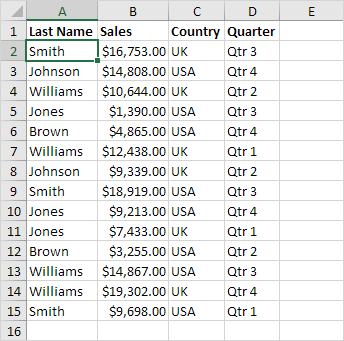 A B C D E
1 Last Name Sales Country Quarter
2 Smith $16,753.00 UK Qtr 3
3 Johnson $14,808.00 USA Qtr 4
4 Williams $10,644.00 UK Qtr 2
5 Jones $1,390.00 USA Qtr 3
6 Brown $4,865.00 USA Qtr 4
7 Williams $12,438.00 UK Qtr 1
8 Johnson $9,339.00 UK Qtr 2
9 Smith $18,919.00 USA Qtr 3
10 Jones $9,213.00 USA Qtr 4
11 Jones $7,433.00 UK Qtr 1
12 Brown $3,255.00 USA Qtr 2
13 Williams $14,867.00 USA Qtr 3
14 Williams $19,302.00 UK Qtr 4
15 Smith $9,698.00 USA Qtr 1
16